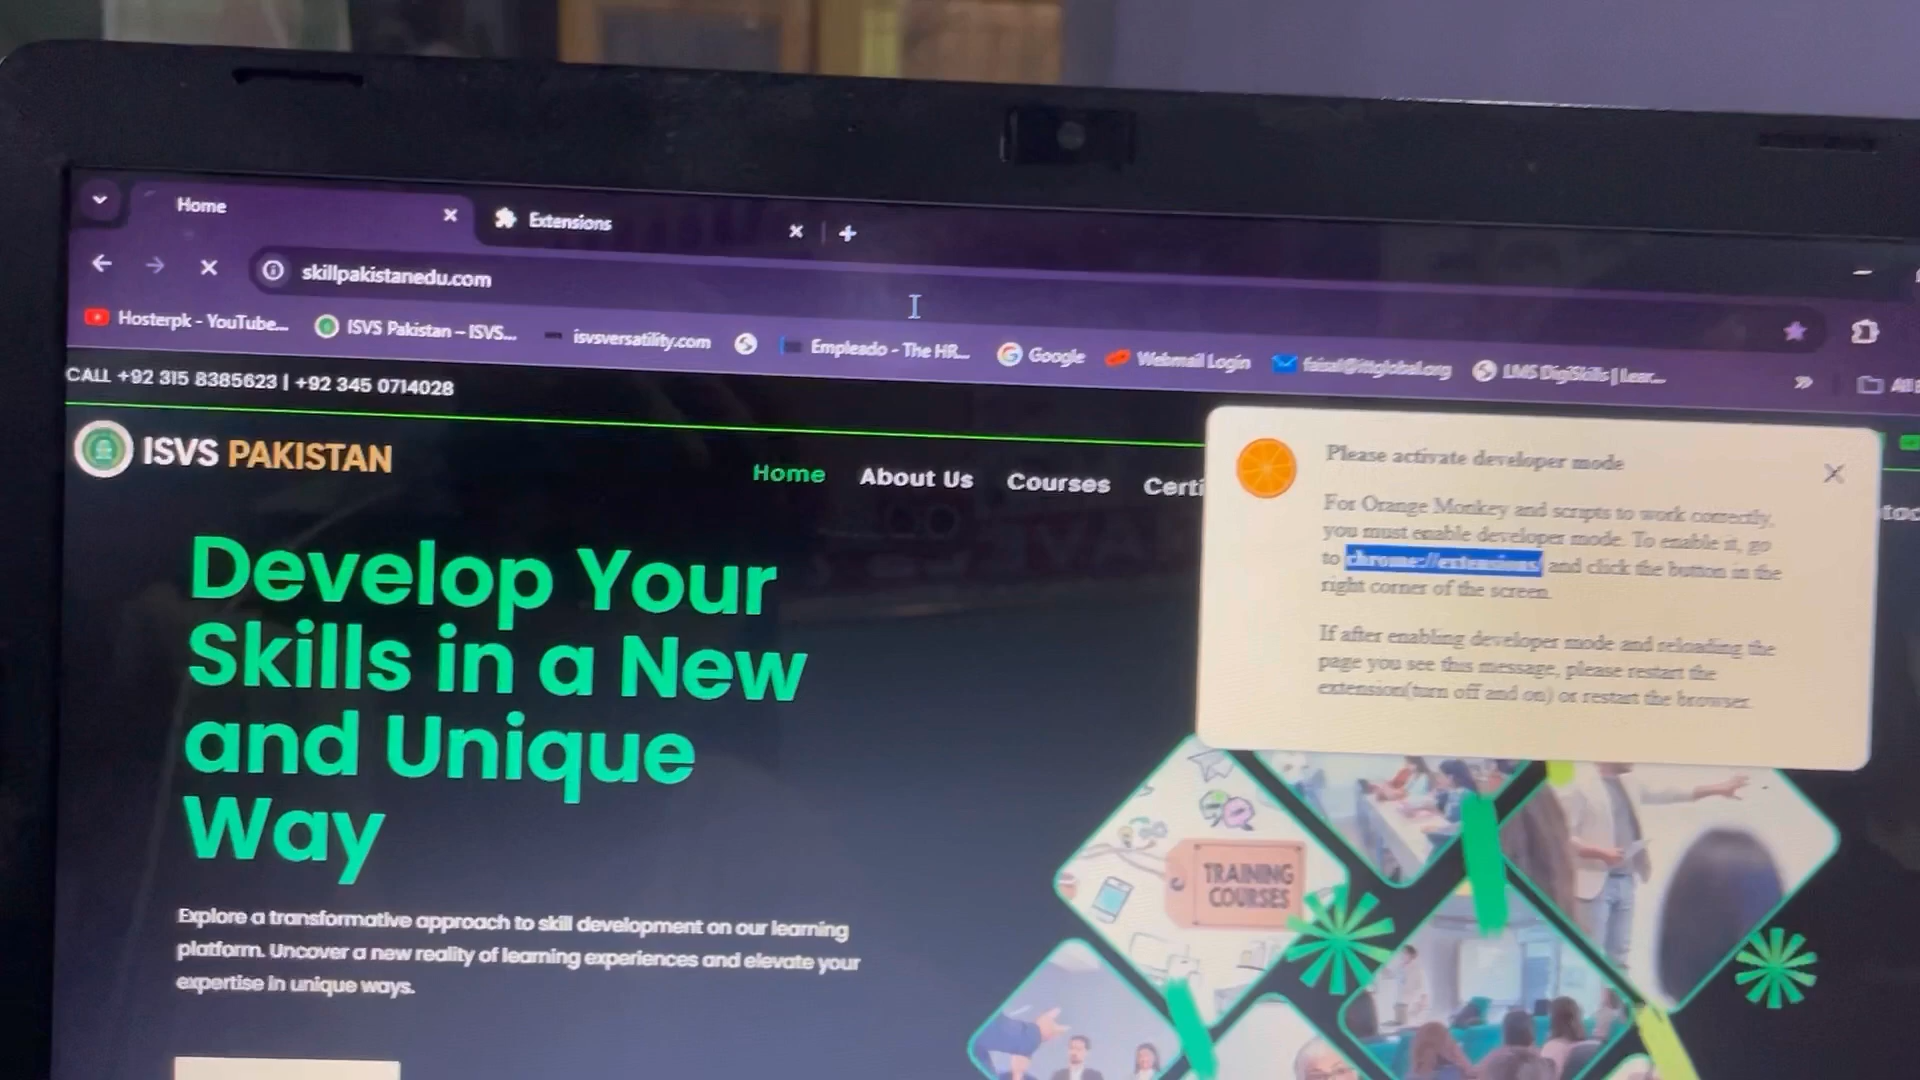 Home
Extensions
skillpakistanedu.com
Hosterpk - YouTube...
ISVS Pakistan – ISVS...
isvsversatility.com
Empleado - The HR...
Google
Webmail Login
faisal@ittglobal.org
LMS DigiSkills | Lear...
CALL +92 315 8385623 | +92 345 0714028
ISVS PAKISTAN
Home
About Us
Courses
Certi
Please activate developer mode
For Orange Monkey and scripts to work correctly,
you must enable developer mode. To enable it, go
to chrome://extensions and click the button in the
right corner of the screen.
If after enabling developer mode and reloading the
page you see this message, please restart the
extension(turn off and on) or restart the browser.
Develop Your
Skills in a New
and Unique
Way
Explore a transformative approach to skill development on our learning
platform. Uncover a new reality of learning experiences and elevate your
expertise in unique ways.
TRAINING
COURSES